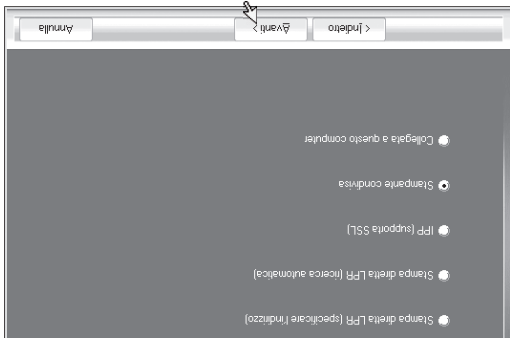 Stampa diretta LPR (specificare l'indirizzo)
Stampa diretta LPR (ricerca automatica)
IPP (supporta SSL)
Stampante condivisa
Collegata a questo computer
< Indietro
Avanti >
Annulla